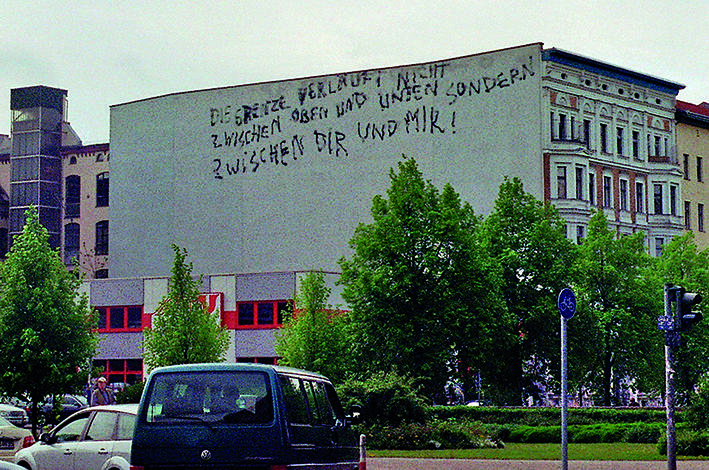 DIE GRENZE VERLÄUFT NICHT
ZWISCHEN OBEN UND UNTEN SONDERN
ZWISCHEN DIR UND MIR!